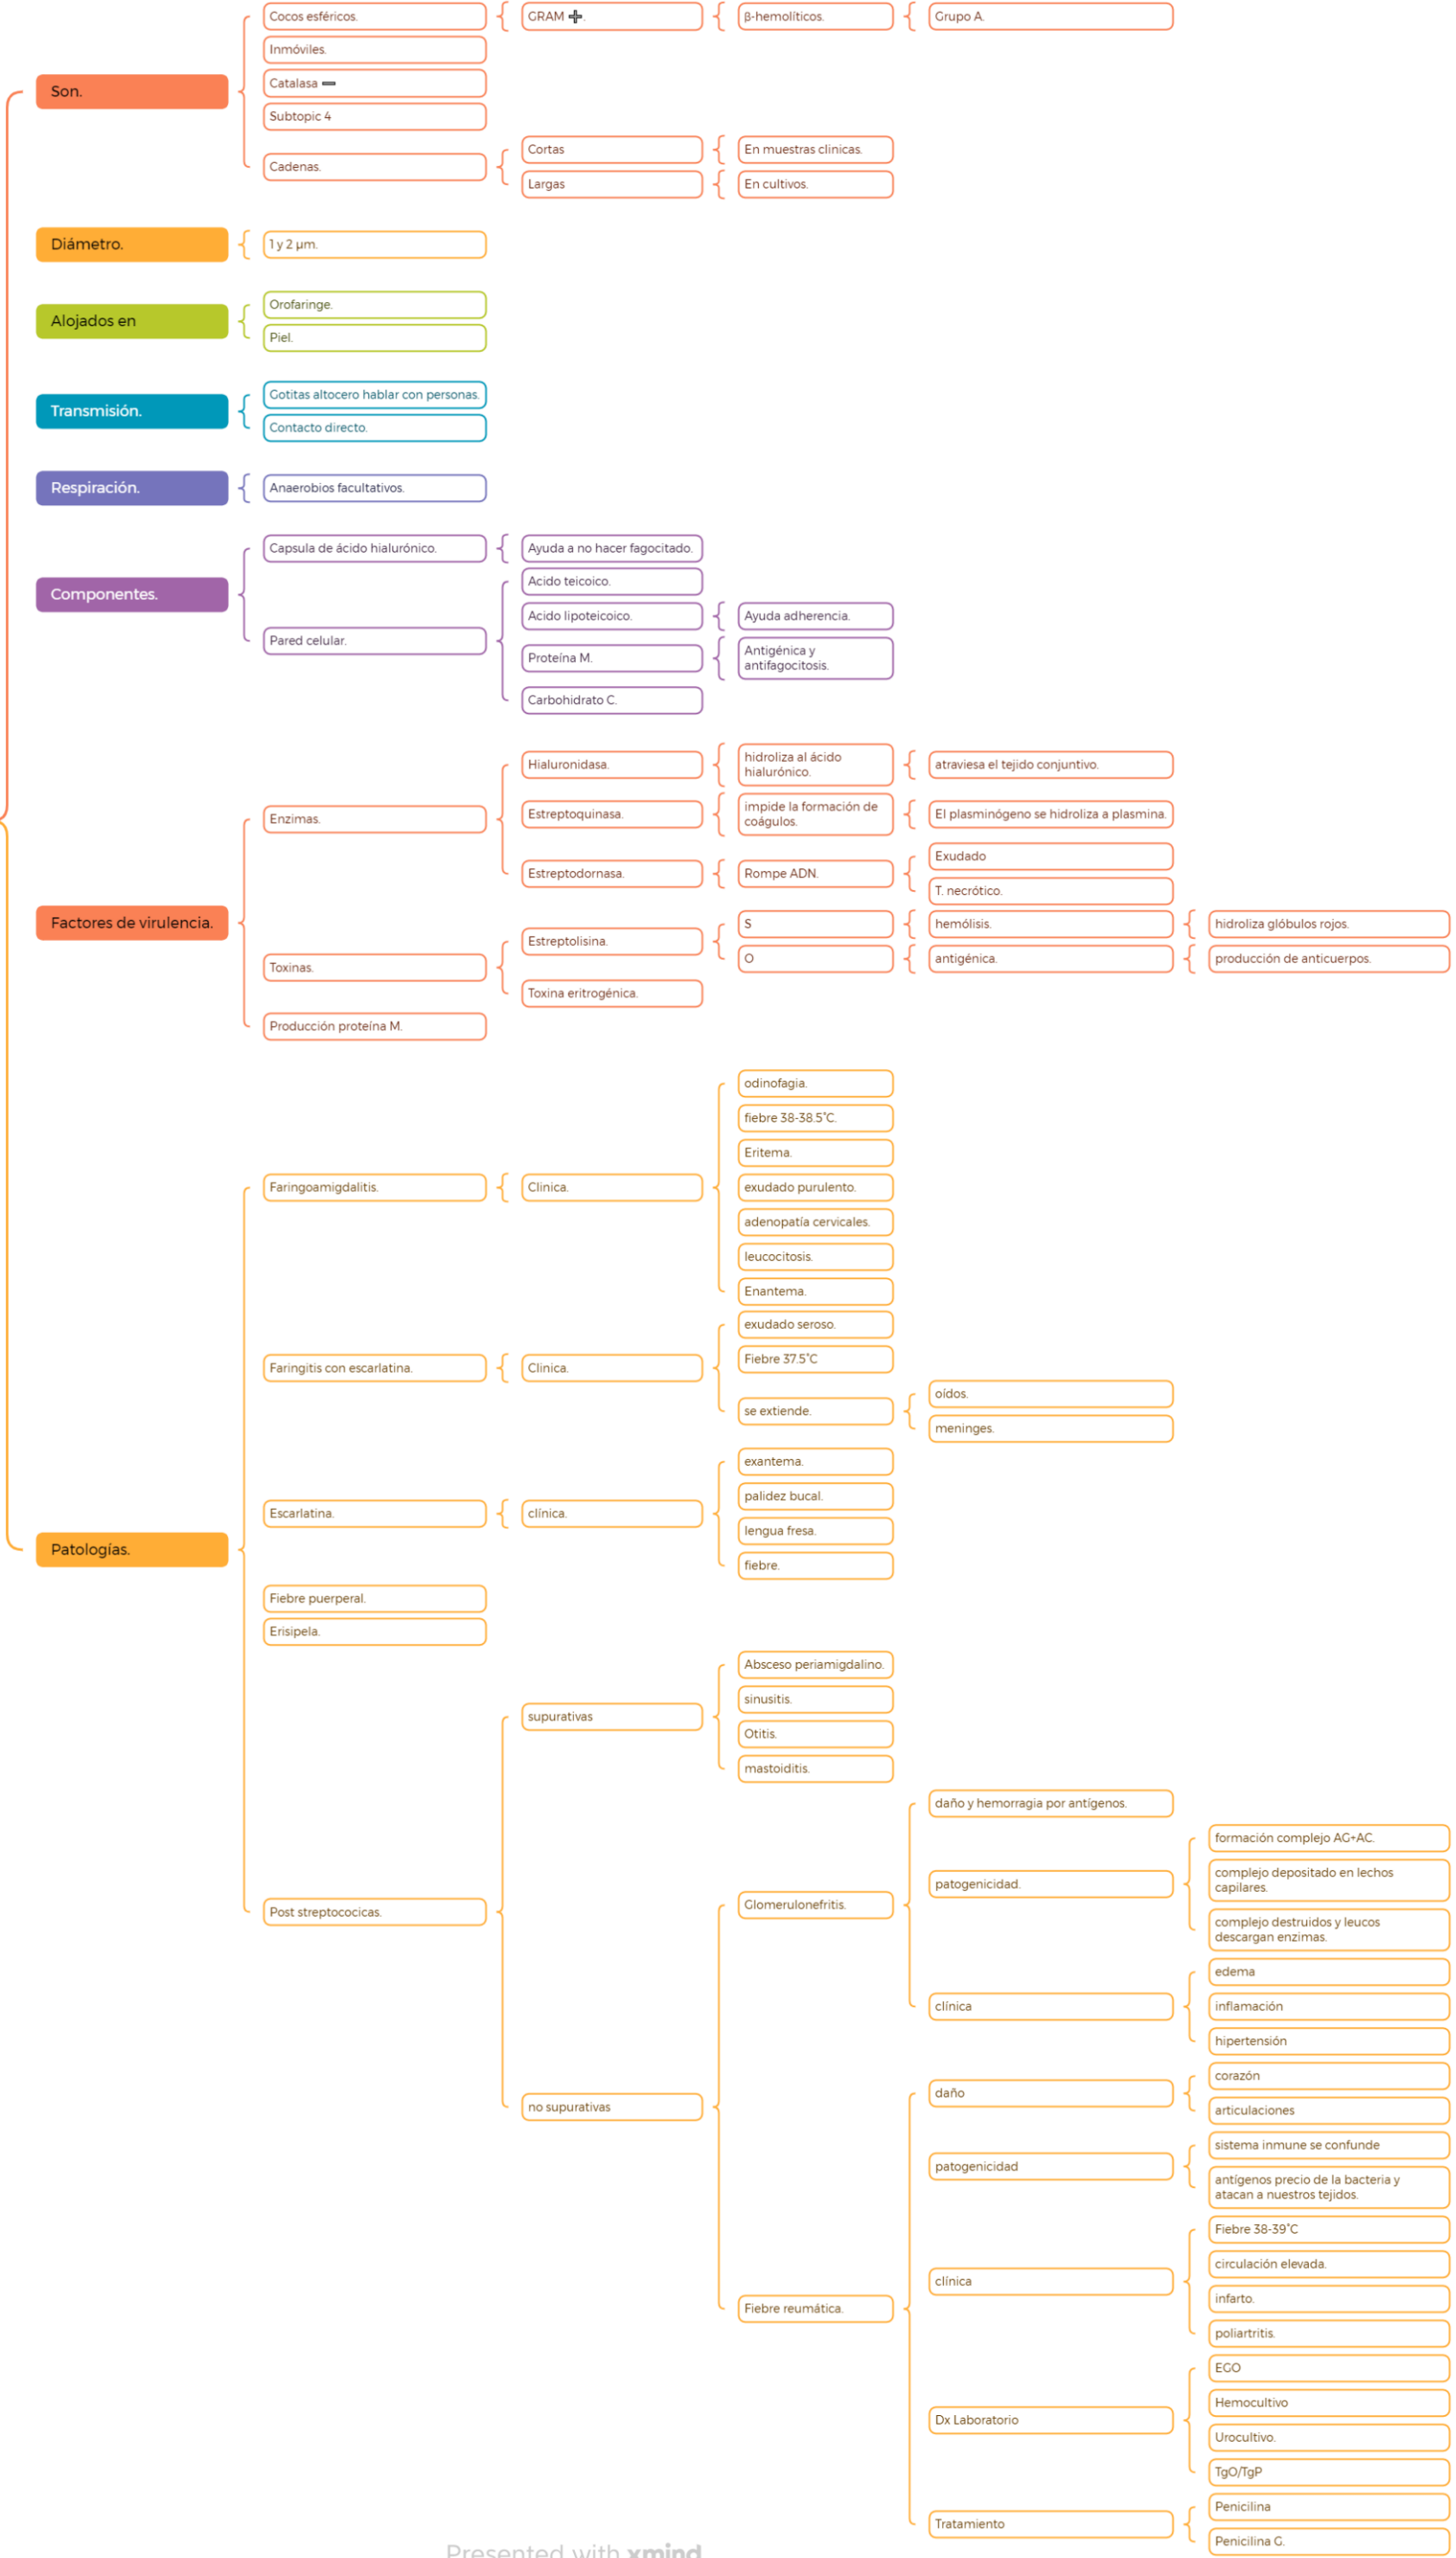 Son.
Cocos esféricos.
GRAM ➕.
β-hemolíticos.
Grupo A.
Inmóviles.
Catalasa ➖
Subtopic 4
Cadenas.
Cortas
En muestras clinicas.
Largas
En cultivos.
Diámetro.
1 y 2 µm.
Alojados en
Orofaringe.
Piel.
Transmisión.
Gotitas altocero hablar con personas.
Contacto directo.
Respiración.
Anaerobios facultativos.
Componentes.
Capsula de ácido hialurónico.
Ayuda a no hacer fagocitado.
Pared celular.
Acido teicoico.
Acido lipoteicoico.
Ayuda adherencia.
Proteína M.
Antigénica y
antifagocitosis.
Carbohidrato C.
Factores de virulencia.
Enzimas.
Hialuronidasa.
hidroliza al ácido
hialurónico.
atraviesa el tejido conjuntivo.
Estreptoquinasa.
impide la formación de
coágulos.
El plasminógeno se hidroliza a plasmina.
Estreptodornasa.
Rompe ADN.
Exudado
T. necrótico.
Toxinas.
Estreptolisina.
S
hemólisis.
hidroliza glóbulos rojos.
O
antigénica.
producción de anticuerpos.
Toxina eritrogénica.
Producción proteína M.
Patologías.
Faringoamigdalitis.
Clinica.
odinofagia.
fiebre 38-38.5°C.
Eritema.
exudado purulento.
adenopatía cervicales.
leucocitosis.
Enantema.
Faringitis con escarlatina.
Clinica.
exudado seroso.
Fiebre 37.5°C
se extiende.
oídos.
meninges.
Escarlatina.
clínica.
exantema.
palidez bucal.
lengua fresa.
fiebre.
Fiebre puerperal.
Erisipela.
Post streptococicas.
supurativas
Absceso periamigdalino.
sinusitis.
Otitis.
mastoiditis.
no supurativas
Glomerulonefritis.
daño y hemorragia por antígenos.
patogenicidad.
formación complejo AG+AC.
complejo depositado en lechos
capilares.
complejo destruidos y leucos
descargan enzimas.
clínica
edema
inflamación
hipertensión
Fiebre reumática.
daño
corazón
articulaciones
patogenicidad
sistema inmune se confunde
antígenos precio de la bacteria y
atacan a nuestros tejidos.
clínica
Fiebre 38-39°C
circulación elevada.
infarto.
poliartritis.
Dx Laboratorio
EGO
Hemocultivo
Urocultivo.
TgO/TgP
Tratamiento
Penicilina
Penicilina G.
Presented with xmind